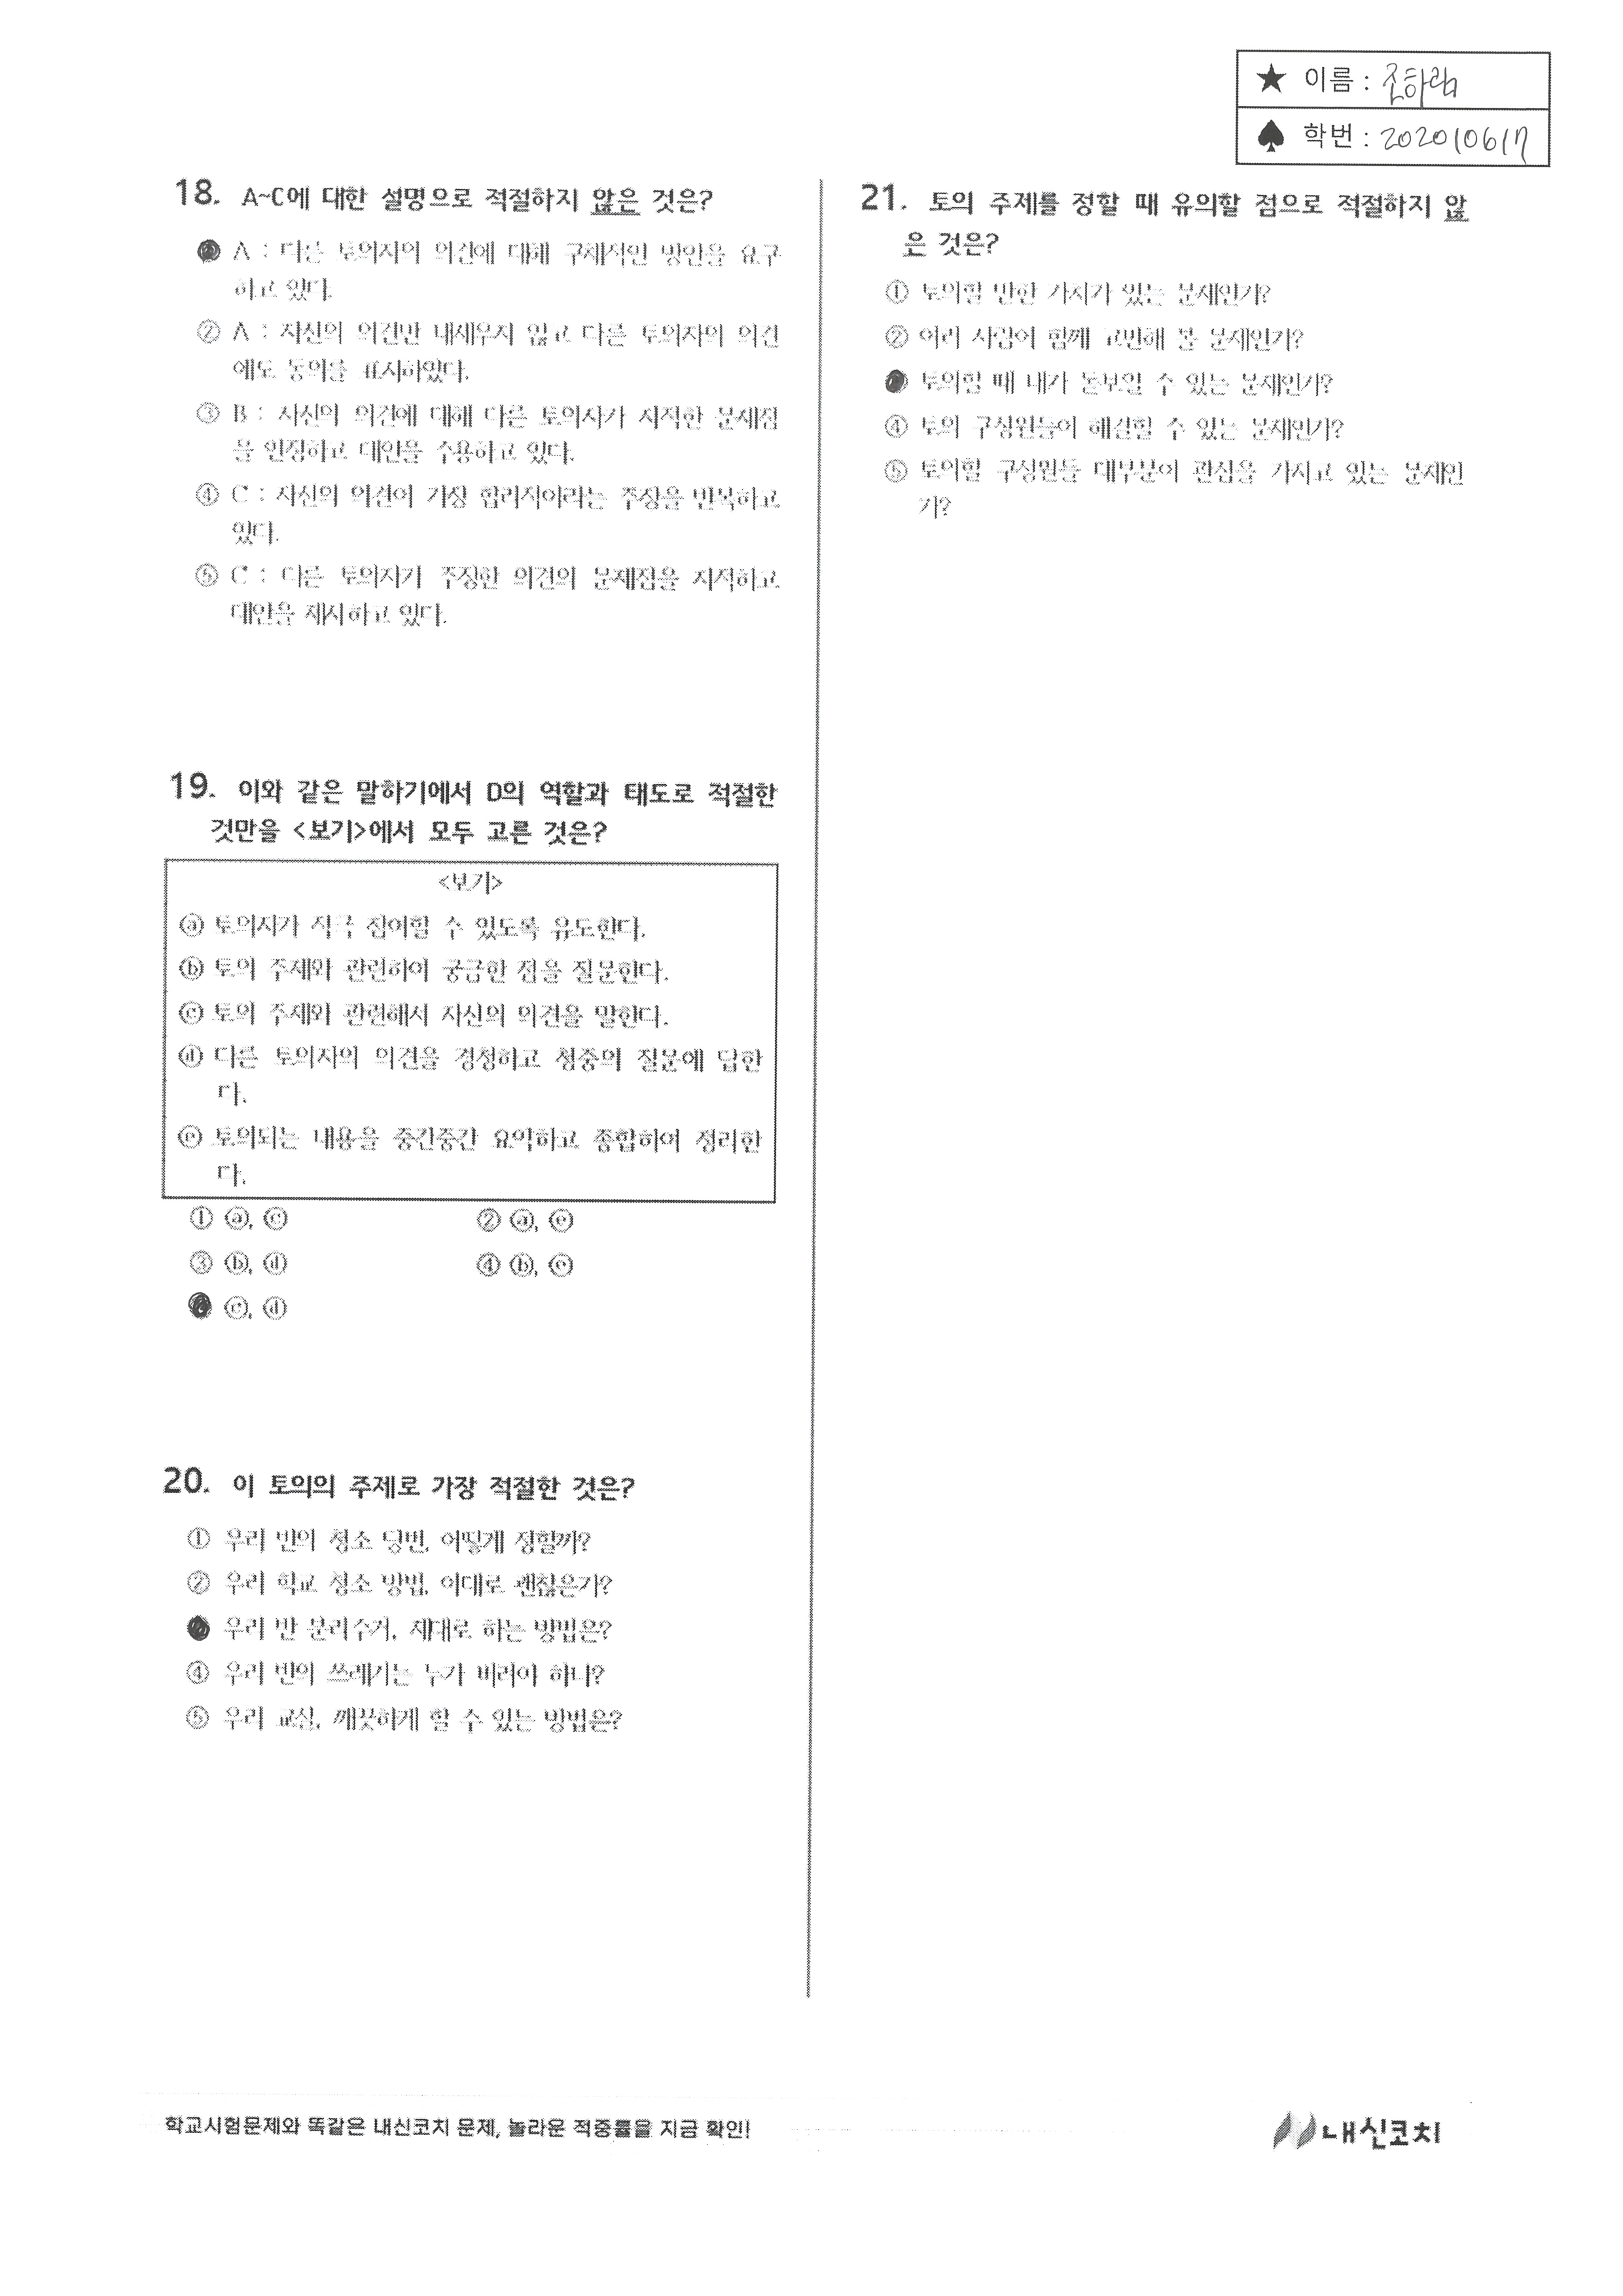 ★ 이름 : 조하람
♠ 학번 : 202010617
18. A~C에 대한 설명으로 적절하지 않은 것은?
A : 다른 토의자의 의견에 대해 구체적인 방안을 요구
하고 있다.
② A : 자신의 의견만 내세우지 않고 다른 토의자의 의견
에도 동의를 표시하였다.
③ B : 자신의 의견에 대해 다른 토의자가 지적한 문제점
을 인정하고 대안을 수용하고 있다.
④ C : 자신의 의견이 가장 합리적이라는 주장을 반복하고
있다.
⑤ C : 다른 토의자가 주장한 의견의 문제점을 지적하고
대안을 제시하고 있다.
19. 이와 같은 말하기에서 D의 역할과 태도로 적절한
것만을 <보기>에서 모두 고른 것은?
<보기>
ⓐ 토의자가 적극 참여할 수 있도록 유도한다.
ⓑ 토의 주제와 관련하여 궁금한 점을 질문한다.
ⓒ 토의 주제와 관련해서 자신의 의견을 말한다.
ⓓ 다른 토의자의 의견을 경청하고 청중의 질문에 답한
다.
ⓔ 토의되는 내용을 중간중간 요약하고 종합하여 정리한
다.
① ⓐ, ⓒ ② ⓐ, ⓔ
③ ⓑ, ⓓ ④ ⓑ, ⓔ
ⓒ, ⓓ
20. 이 토의의 주제로 가장 적절한 것은?
① 우리 반의 청소 당번, 어떻게 정할까?
② 우리 학교 청소 방법, 이대로 괜찮은가?
우리 반 분리수거, 제대로 하는 방법은?
④ 우리 반의 쓰레기는 누가 버려야 하나?
⑤ 우리 교실, 깨끗하게 할 수 있는 방법은?
21. 토의 주제를 정할 때 유의할 점으로 적절하지 않
은 것은?
① 토의할 만한 가치가 있는 문제인가?
② 여러 사람이 함께 고민해 볼 문제인가?
토의할 때 내가 돋보일 수 있는 문제인가?
④ 토의 구성원들이 해결할 수 있는 문제인가?
⑤ 토의할 구성원들 대부분이 관심을 가지고 있는 문제인
가?
학교시험문제와 똑같은 내신코치 문제, 놀라운 적중률을 지금 확인!
내신코치